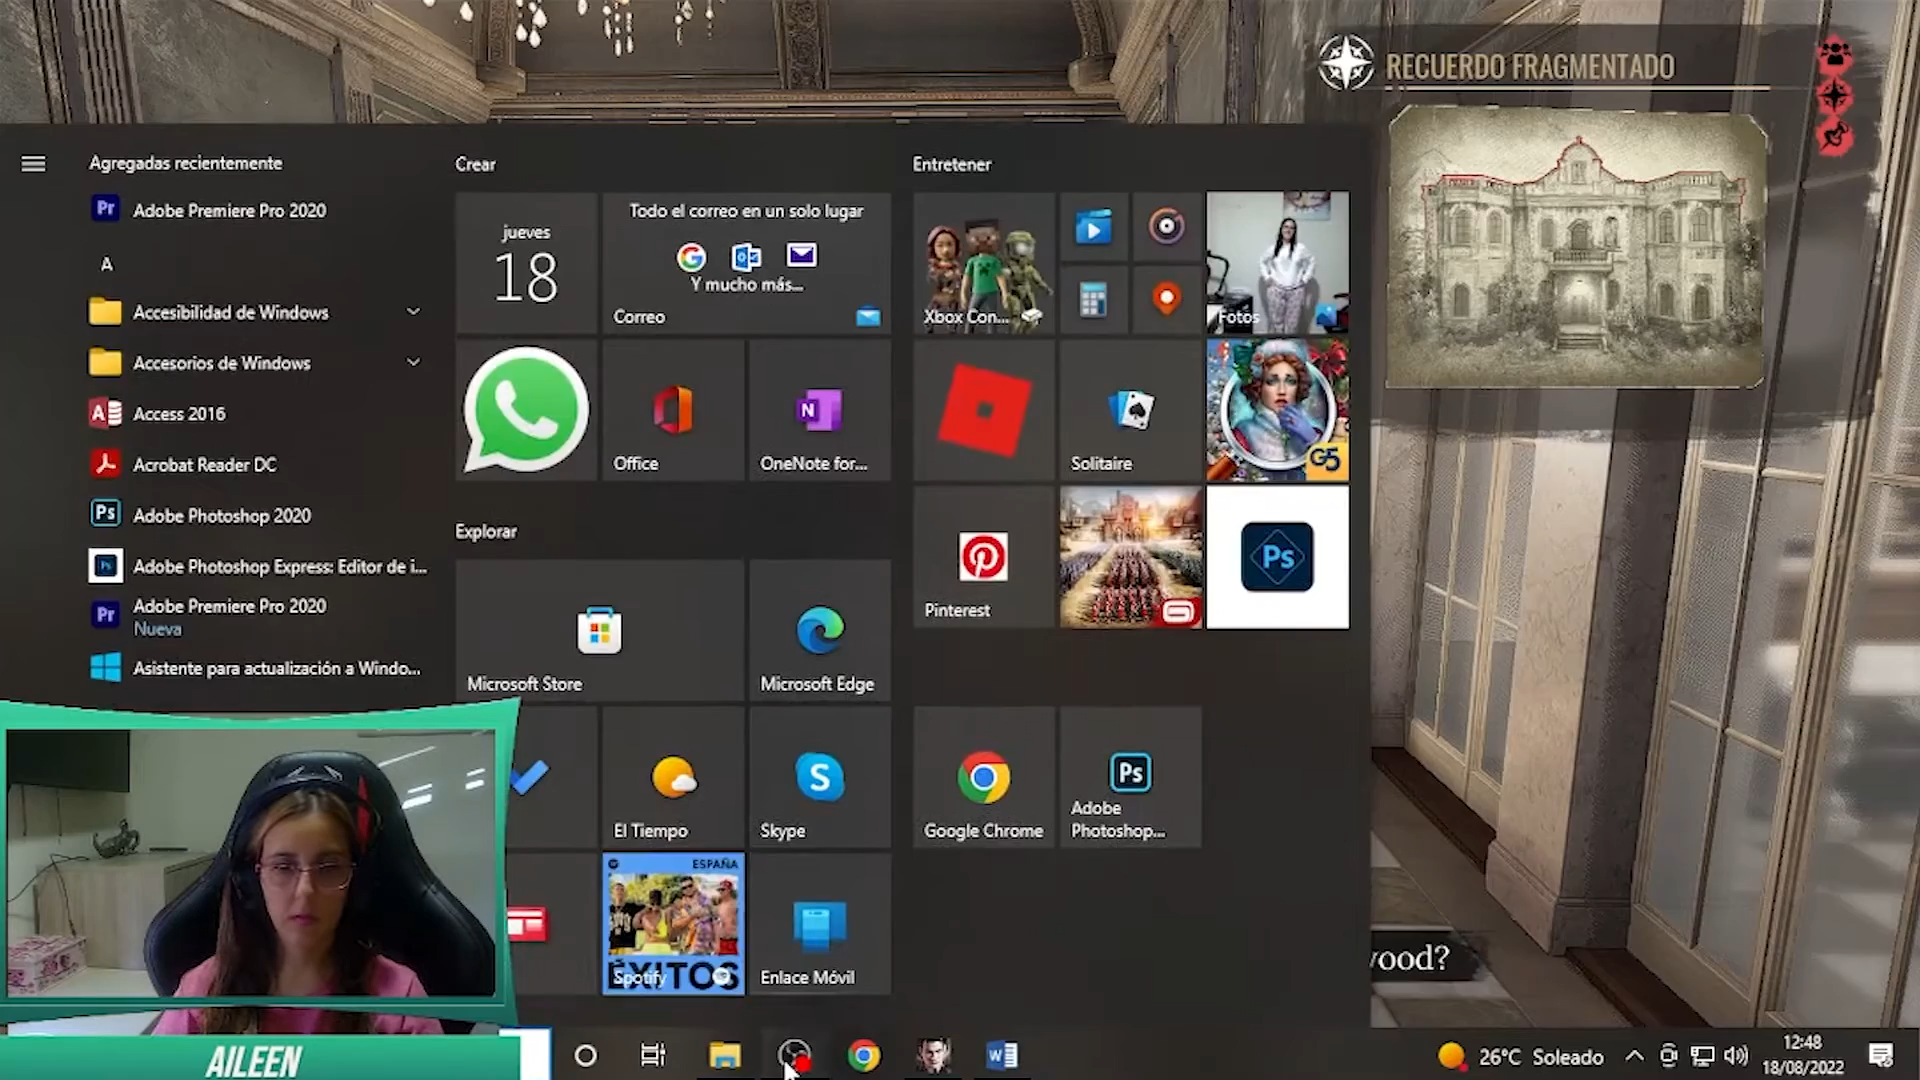 RECUERDO FRAGMENTADO
Agregadas recientemente
Adobe Premiere Pro 2020
A
Accesibilidad de Windows
Accesorios de Windows
Access 2016
Acrobat Reader DC
Adobe Photoshop 2020
Adobe Photoshop Express: Editor de i...
Adobe Premiere Pro 2020
Nueva
Asistente para actualización a Windo...
Crear
jueves
18
Todo el correo en un solo lugar
Y mucho más...
Correo
Office
OneNote for...
Explorar
Microsoft Store
Microsoft Edge
El Tiempo
Skype
ESPAÑA
ÉXITOS
Spotify
Enlace Móvil
Entretener
Xbox Con...
Fotos
Solitaire
G5
Pinterest
Ps
Google Chrome
Ps
Adobe
Photoshop...
wood?
AILEEN
26°C Soleado
12:48
18/08/2022